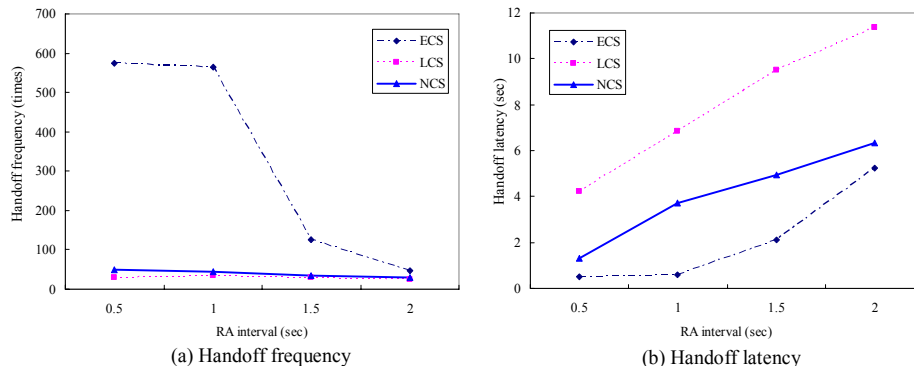 700
600
500
400
300
200
100
0
Handoff frequency (times)
ECS
LCS
NCS
0.5 1 1.5 2
RA interval (sec)
(a) Handoff frequency
12
10
8
6
4
2
0
Handoff latency (sec)
ECS
LCS
NCS
0.5 1 1.5 2
RA interval (sec)
(b) Handoff latency